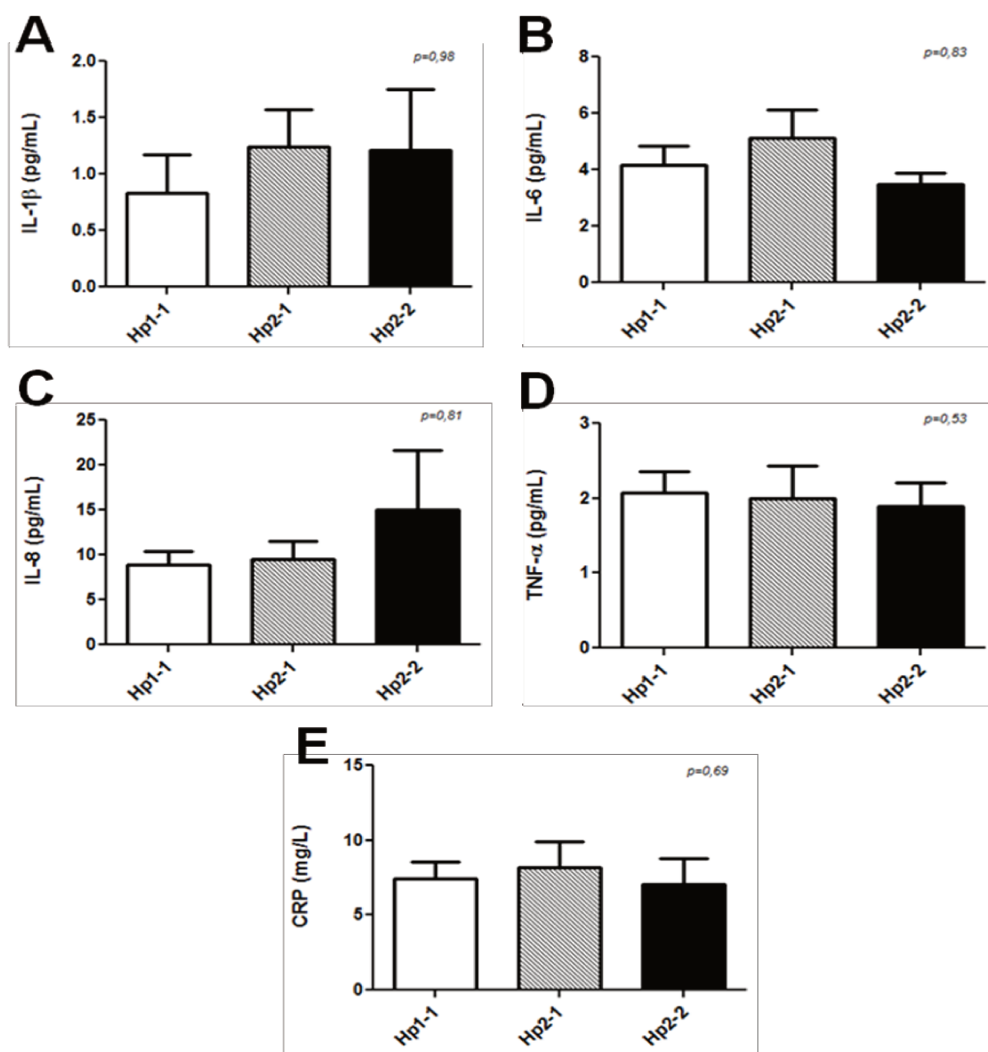 A
p=0,98
IL-1β (pg/mL)
2.0
1.5
1.0
0.5
0.0
Hp1-1
Hp2-1
Hp2-2
B
p=0,83
IL-6 (pg/mL)
8
6
4
2
0
Hp1-1
Hp2-1
Hp2-2
C
p=0,81
IL-8 (pg/mL)
25
20
15
10
5
0
Hp1-1
Hp2-1
Hp2-2
D
p=0,53
TNF-α (pg/mL)
3
2
1
0
Hp1-1
Hp2-1
Hp2-2
E
p=0,69
CRP (mg/L)
15
10
5
0
Hp1-1
Hp2-1
Hp2-2